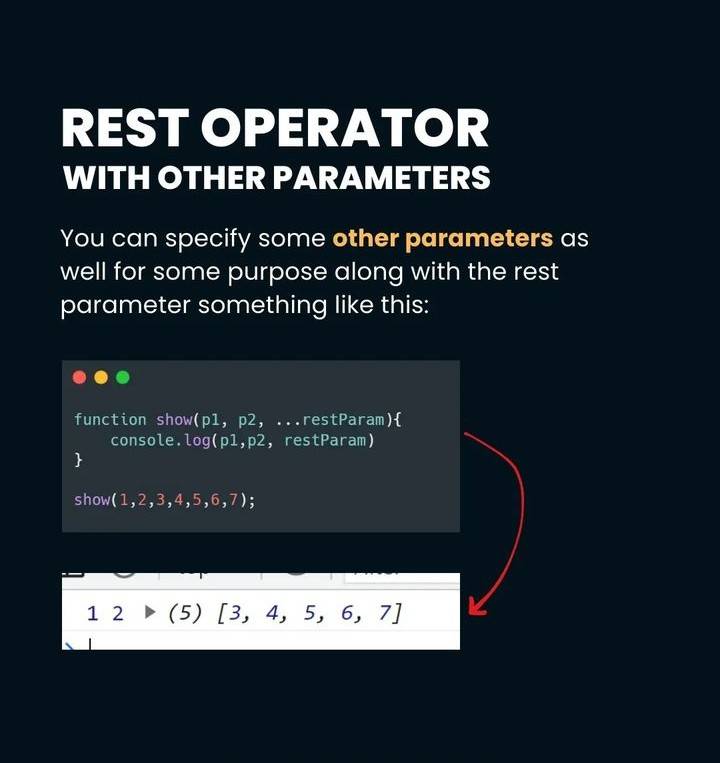 REST OPERATOR
WITH OTHER PARAMETERS
You can specify some other parameters as
well for some purpose along with the rest
parameter something like this:
function show(p1, p2, ...restParam){
    console.log(p1,p2, restParam)
}
show(1,2,3,4,5,6,7);
1 2 ▶ (5) [3, 4, 5, 6, 7]